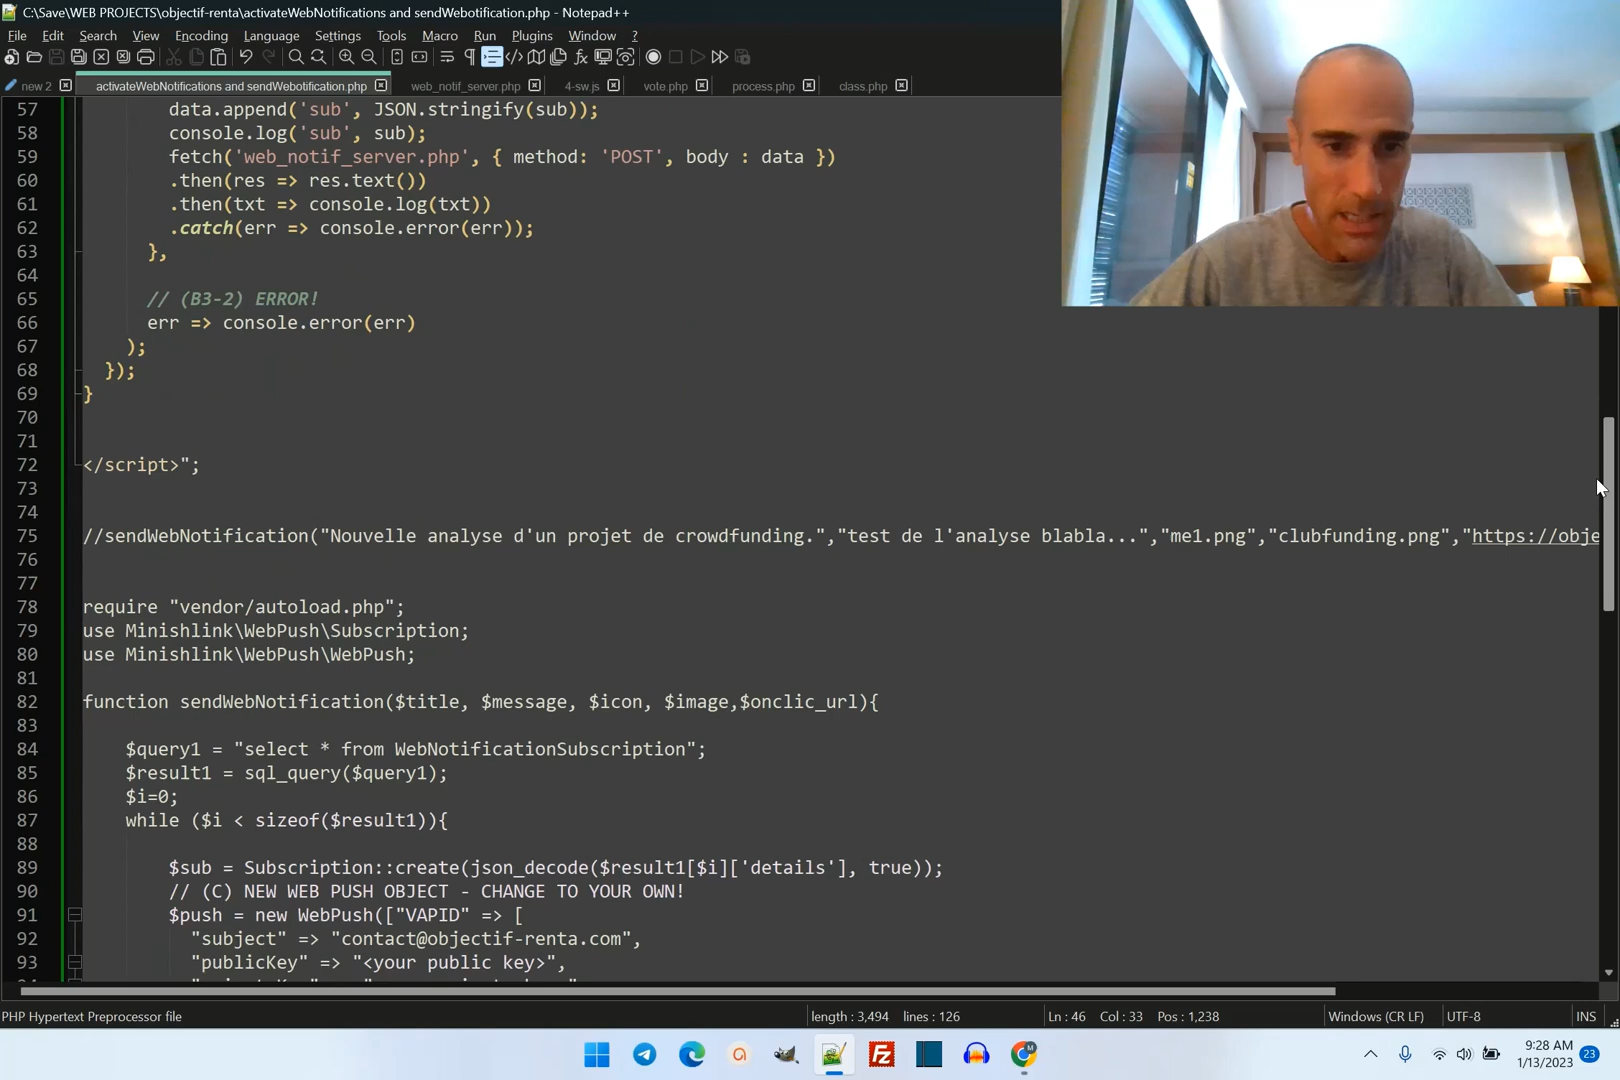 C:\Save\WEB PROJECTS\objectif-renta\activateWebNotifications and sendWebotification.php - Notepad++
File Edit Search View Encoding Language Settings Tools Macro Run Plugins Window ?
new 2 activateWebNotifications and sendWebotification.php web_notif_server.php 4-sw.js vote.php process.php class.php
57 data.append('sub', JSON.stringify(sub));
58 console.log('sub', sub);
59 fetch('web_notif_server.php', { method: 'POST', body : data })
60 .then(res => res.text())
61 .then(txt => console.log(txt))
62 .catch(err => console.error(err));
63 },
64
65 // (B3-2) ERROR!
66 err => console.error(err)
67 );
68 });
69 }
70
71
72 </script>";
73
74
75 //sendWebNotification("Nouvelle analyse d'un projet de crowdfunding.","test de l'analyse blabla...","me1.png","clubfunding.png","https://obje
76
77
78 require "vendor/autoload.php";
79 use Minishlink\WebPush\Subscription;
80 use Minishlink\WebPush\WebPush;
81
82 function sendWebNotification($title, $message, $icon, $image,$onclic_url){
83
84 $query1 = "select * from WebNotificationSubscription";
85 $result1 = sql_query($query1);
86 $i=0;
87 while ($i < sizeof($result1)){
88
89 $sub = Subscription::create(json_decode($result1[$i]['details'], true));
90 // (C) NEW WEB PUSH OBJECT - CHANGE TO YOUR OWN!
91 $push = new WebPush(["VAPID" => [
92 "subject" => "contact@objectif-renta.com",
93 "publicKey" => "<your public key>",
PHP Hypertext Preprocessor file length : 3,494 lines : 126 Ln : 46 Col : 33 Pos : 1,238 Windows (CR LF) UTF-8 INS
9:28 AM
1/13/2023 23